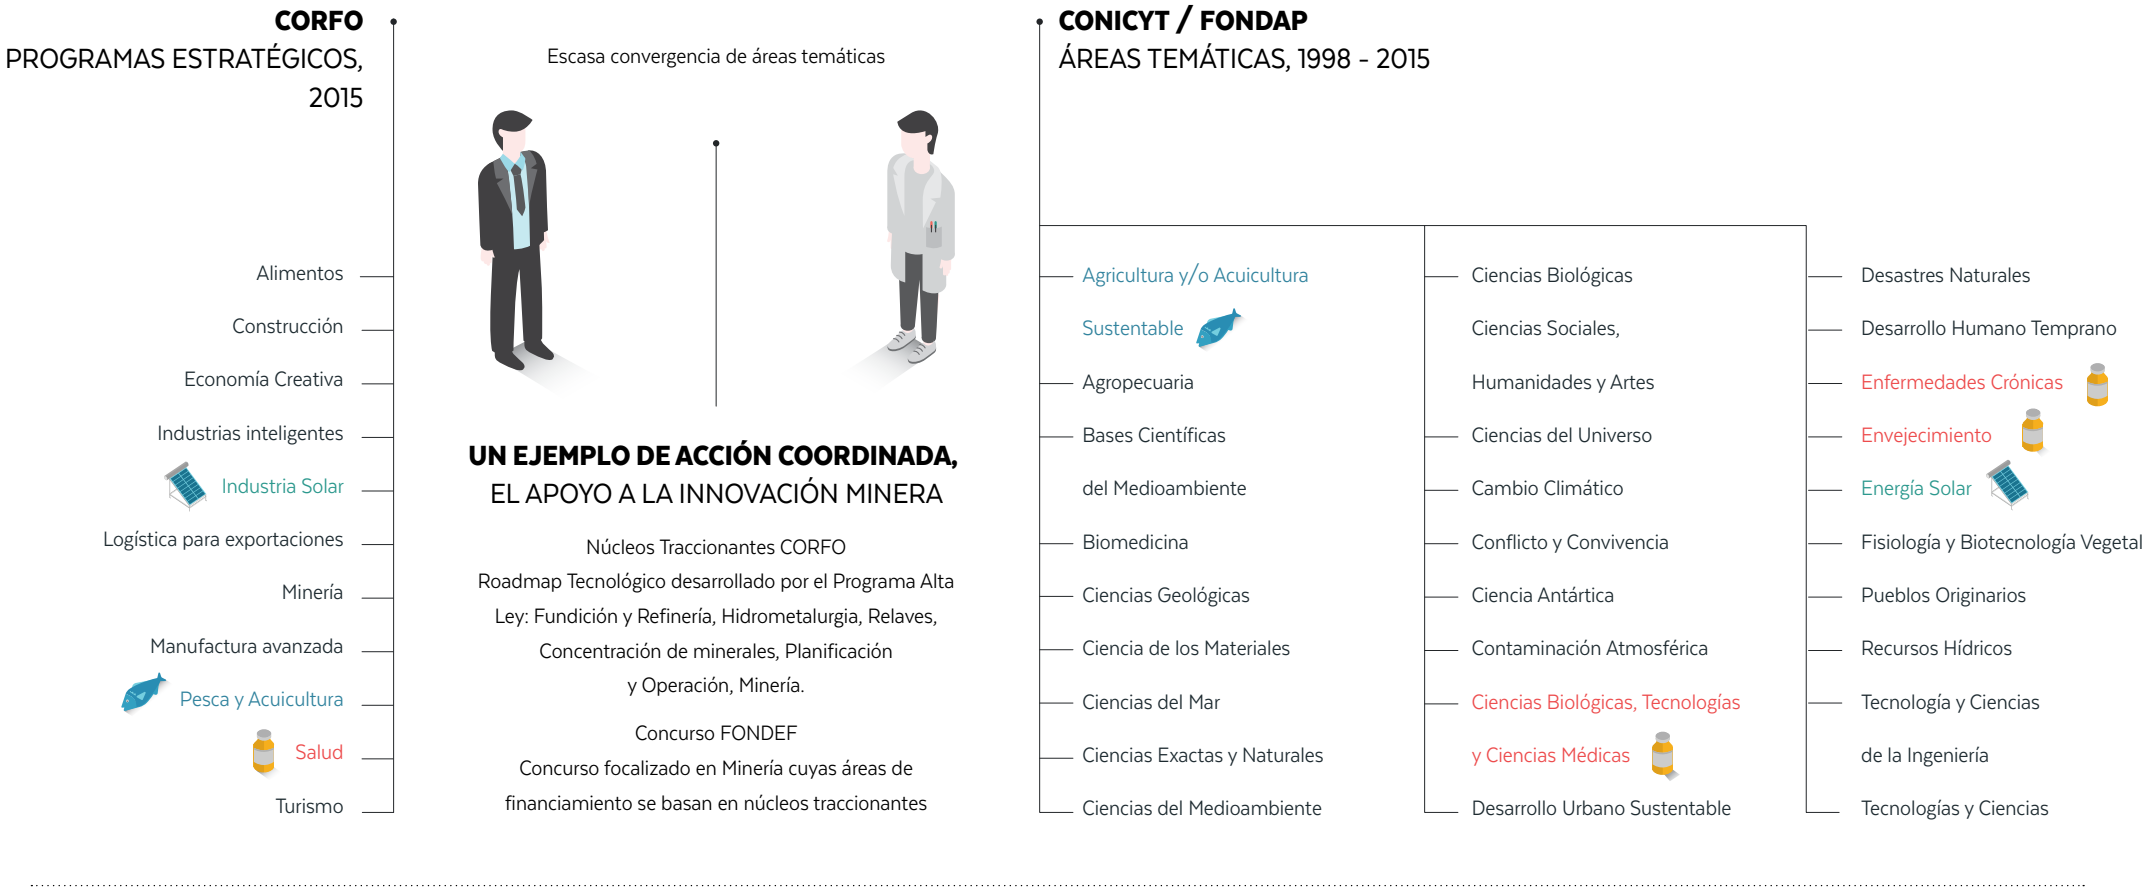 CORFO
PROGRAMAS ESTRATÉGICOS,
2015
Alimentos
Construcción
Economía Creativa
Industrias inteligentes
Industria Solar
Logística para exportaciones
Minería
Manufactura avanzada
Pesca y Acuicultura
Salud
Turismo
Escasa convergencia de áreas temáticas
UN EJEMPLO DE ACCIÓN COORDINADA,
EL APOYO A LA INNOVACIÓN MINERA
Núcleos Traccionantes CORFO
Roadmap Tecnológico desarrollado por el Programa Alta
Ley: Fundición y Refinería, Hidrometalurgia, Relaves,
Concentración de minerales, Planificación
y Operación, Minería.
Concurso FONDEF
Concurso focalizado en Minería cuyas áreas de
financiamiento se basan en núcleos traccionantes
CONICYT / FONDAP
ÁREAS TEMÁTICAS, 1998 - 2015
Agricultura y/o Acuicultura
Sustentable
Agropecuaria
Bases Científicas
del Medioambiente
Biomedicina
Ciencias Geológicas
Ciencia de los Materiales
Ciencias del Mar
Ciencias Exactas y Naturales
Ciencias del Medioambiente
Ciencias Biológicas
Ciencias Sociales,
Humanidades y Artes
Ciencias del Universo
Cambio Climático
Conflicto y Convivencia
Ciencia Antártica
Contaminación Atmosférica
Ciencias Biológicas, Tecnologías
y Ciencias Médicas
Desarrollo Urbano Sustentable
Desastres Naturales
Desarrollo Humano Temprano
Enfermedades Crónicas
Envejecimiento
Energía Solar
Fisiología y Biotecnología Vegetal
Pueblos Originarios
Recursos Hídricos
Tecnología y Ciencias
de la Ingeniería
Tecnologías y Ciencias